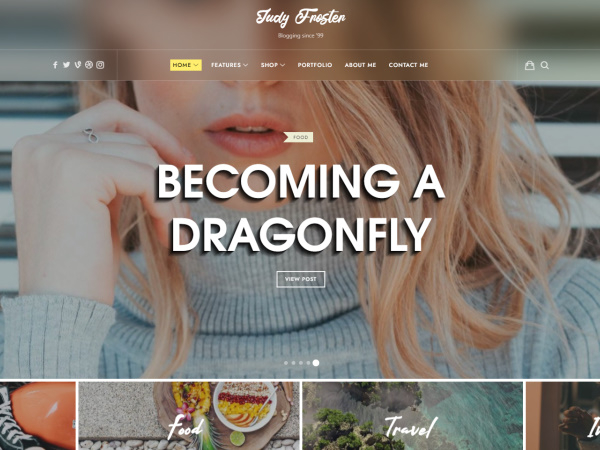 Judy Froster
Blogging since '99
HOME FEATURES SHOP PORTFOLIO ABOUT ME CONTACT ME
FOOD
BECOMING A
DRAGONFLY
VIEW POST
Food Travel